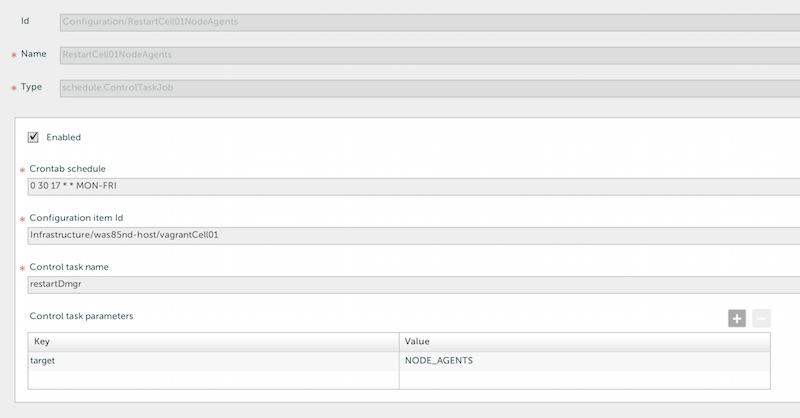 Id Configuration/RestartCell01NodeAgents
* Name RestartCell01NodeAgents
* Type schedule.ControlTaskJob
Enabled
* Crontab schedule
0 30 17 * * MON-FRI
* Configuration item Id
Infrastructure/was85nd-host/vagrantCell01
* Control task name
restartDmgr
Control task parameters
Key Value
target NODE_AGENTS